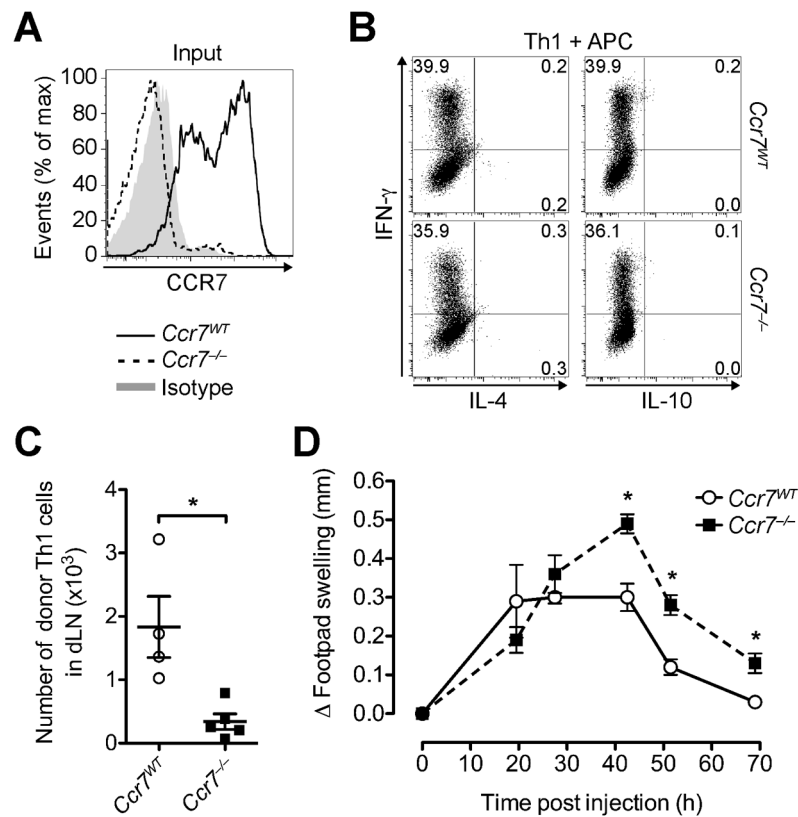 A
Input
Events (% of max)
100
80
60
40
20
0
CCR7
Ccr7WT
Ccr7–/–
Isotype
B
Th1 + APC
39.9 0.2 39.9 0.2
0.2 0.0
Ccr7WT
35.9 0.3 36.1 0.1
0.3 0.0
Ccr7–/–
IFN-γ
IL-4 IL-10
C
Number of donor Th1 cells
in dLN (x10³)
4
3
2
1
0
*
Ccr7WT Ccr7–/–
D
Δ Footpad swelling (mm)
0.6
0.5
0.4
0.3
0.2
0.1
0.0
* * *
Ccr7WT
Ccr7–/–
0 10 20 30 40 50 60 70
Time post injection (h)